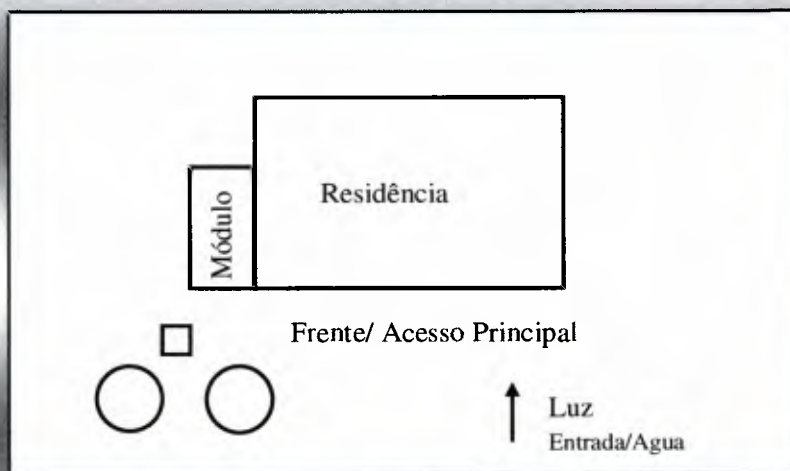 Residência
Módulo
Frente/ Acesso Principal
Luz
Entrada/Agua